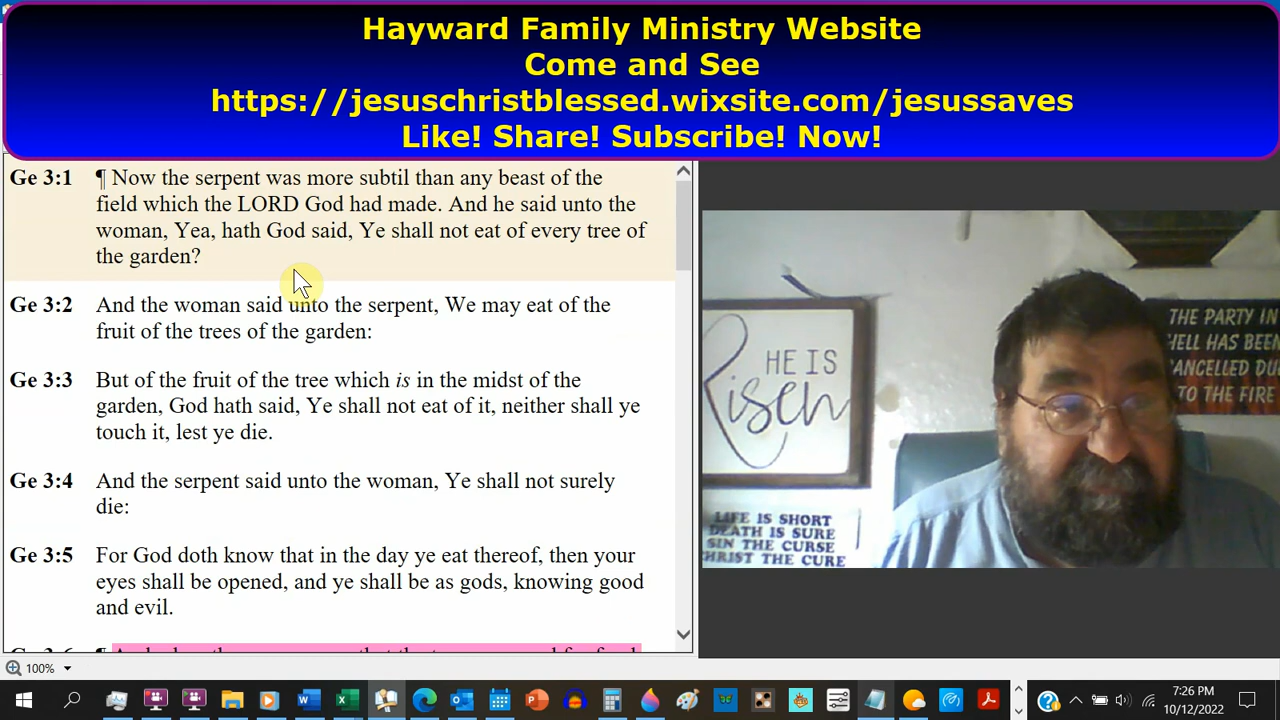 Hayward Family Ministry Website
Come and See
https://jesuschristblessed.wixsite.com/jesussaves
Like! Share! Subscribe! Now!
Ge 3:1 ¶ Now the serpent was more subtil than any beast of the
field which the LORD God had made. And he said unto the
woman, Yea, hath God said, Ye shall not eat of every tree of
the garden?
Ge 3:2 And the woman said unto the serpent, We may eat of the
fruit of the trees of the garden:
Ge 3:3 But of the fruit of the tree which is in the midst of the
garden, God hath said, Ye shall not eat of it, neither shall ye
touch it, lest ye die.
Ge 3:4 And the serpent said unto the woman, Ye shall not surely
die:
Ge 3:5 For God doth know that in the day ye eat thereof, then your
eyes shall be opened, and ye shall be as gods, knowing good
and evil.
HE IS
Risen
THE PARTY IN
HELL HAS BEEN
CANCELLED DU
TO THE FIRE
LIFE IS SHORT
DEATH IS SURE
SIN THE CURSE
CHRIST THE CURE
100%
7:26 PM
10/12/2022